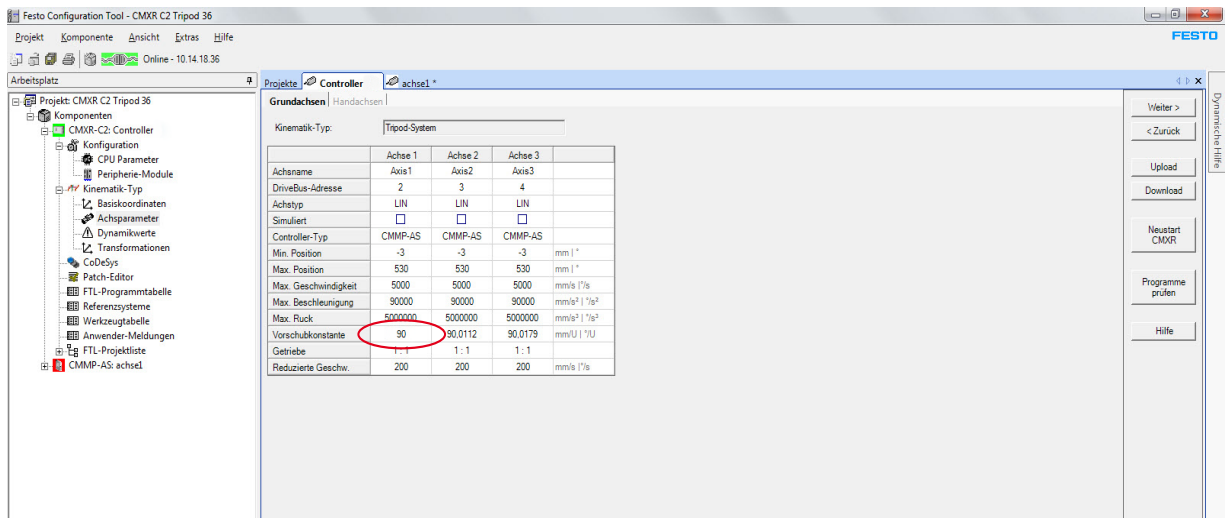 Festo Configuration Tool - CMXR C2 Tripod 36
Projekt Komponente Ansicht Extras Hilfe
FESTO
Online - 10.14.18.36
Arbeitsplatz
Projekt: CMXR C2 Tripod 36
Komponenten
CMXR-C2: Controller
Konfiguration
CPU Parameter
Peripherie-Module
Kinematik-Typ
Basiskoordinaten
Achsparameter
Dynamikwerte
Transformationen
CoDeSys
Patch-Editor
FTL-Programmtabelle
Referenzsysteme
Werkzeugtabelle
Anwender-Meldungen
FTL-Projektliste
CMMP-AS: achse1
Projekte Controller achse1 *
Grundachsen Handachsen
Kinematik-Typ: Tripod-System
Achse 1 Achse 2 Achse 3
Achsname Axis1 Axis2 Axis3
DriveBus-Adresse 2 3 4
Achstyp LIN LIN LIN
Simuliert
Controller-Typ CMMP-AS CMMP-AS CMMP-AS
Min. Position -3 -3 -3 mm | °
Max. Position 530 530 530 mm | °
Max. Geschwindigkeit 5000 5000 5000 mm/s |°/s
Max. Beschleunigung 90000 90000 90000 mm/s² | °/s²
Max. Ruck 5000000 5000000 5000000 mm/s³ | °/s³
Vorschubkonstante 90 90.0112 90.0179 mm/U | °/U
Getriebe 1 : 1 1 : 1 1 : 1
Reduzierte Geschw. 200 200 200 mm/s |°/s
Weiter >
< Zurück
Upload
Download
Neustart
CMXR
Programme
prüfen
Hilfe
Dynamische Hilfe